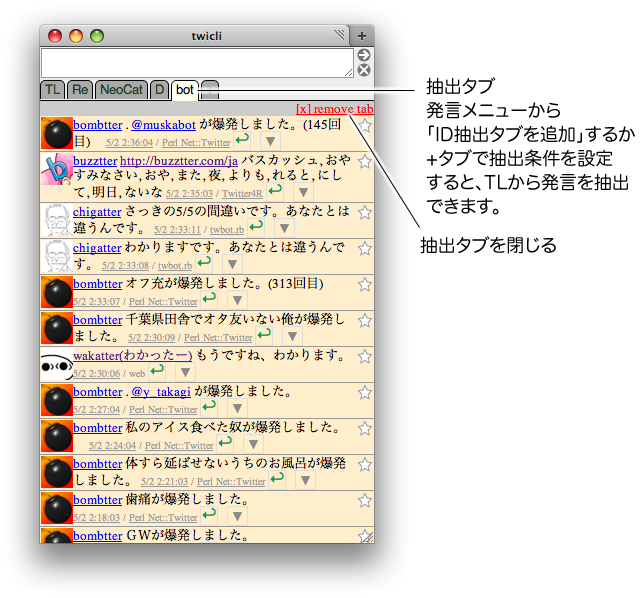 twicli
+
TL Re NeoCat D bot +
[x] remove tab
bombtter . @muskabot が爆発しました。(145回
目) 5/2 2:36:04 / Perl Net::Twitter
buzztter http://buzztter.com/ja バスカッシュ,おや
すみなさい,おや,また,夜,よりも,れると,にし
て,明日,ないな 5/2 2:35:03 / Twitter4R
chigatter さっきの5/5の間違いです。あなたとは
違うんです。 5/2 2:33:11 / twbot.rb
chigatter わかりますです。あなたとは違うんで
す。 5/2 2:33:08 / twbot.rb
bombtter オフ充が爆発しました。(313回目)
5/2 2:33:07 / Perl Net::Twitter
bombtter 千葉県田舎でオタ友いない俺が爆発し
ました。 5/2 2:30:09 / Perl Net::Twitter
wakatter(わかったー) もうですね、わかります。
5/2 2:30:06 / web
bombtter . @y_takagi が爆発しました。
5/2 2:27:04 / Perl Net::Twitter
bombtter 私のアイス食べた奴が爆発しました。
5/2 2:24:04 / Perl Net::Twitter
bombtter 体すら延ばせないうちのお風呂が爆発
しました。 5/2 2:21:03 / Perl Net::Twitter
bombtter 歯痛が爆発しました。
5/2 2:18:03 / Perl Net::Twitter
bombtter GWが爆発しました。
抽出タブ
発言メニューから
「ID抽出タブを追加」するか
+タブで抽出条件を設定
すると、TLから発言を抽出
できます。
抽出タブを閉じる